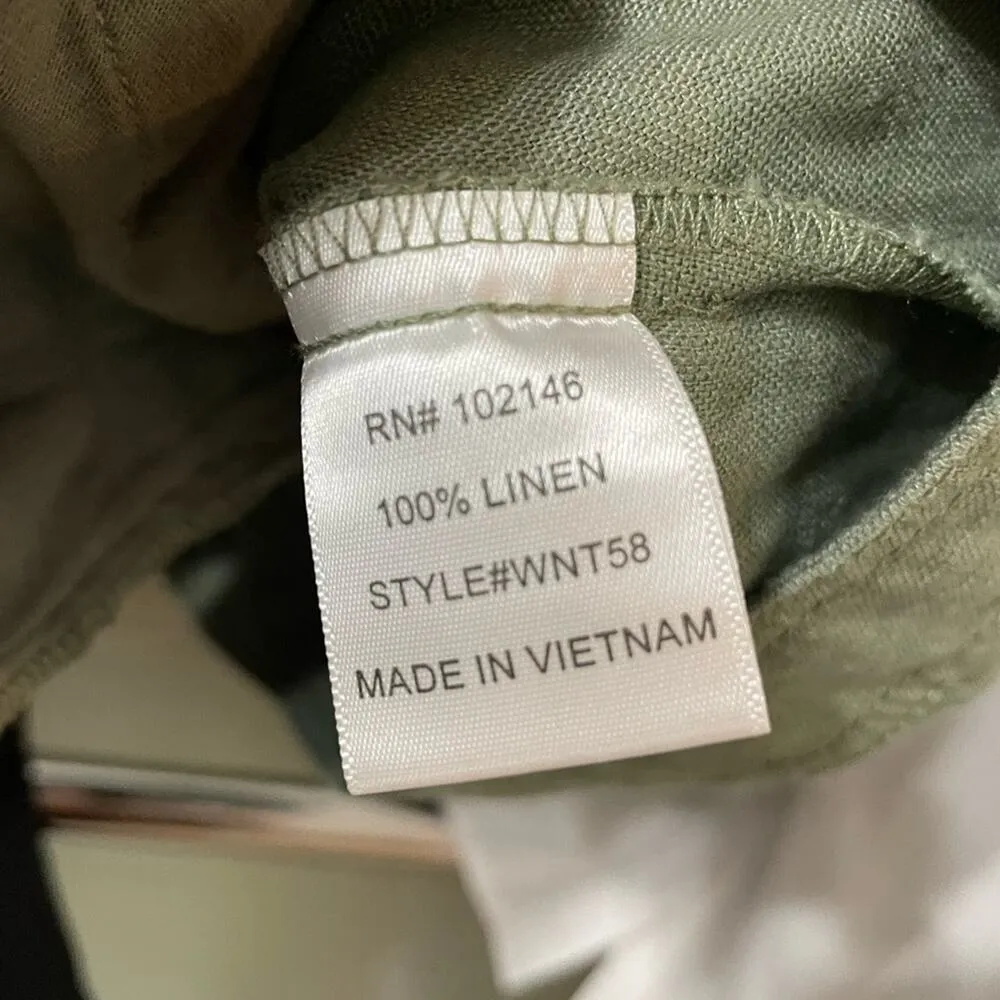 RN# 102146
100% LINEN
STYLE#WNT58
MADE IN VIETNAM